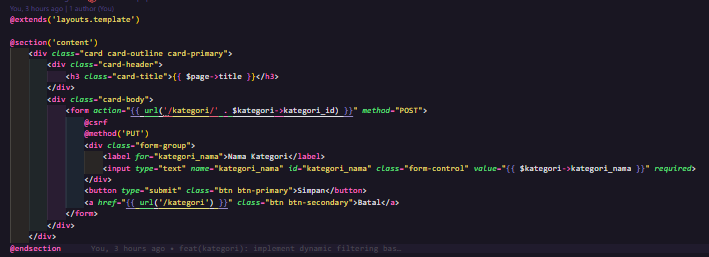 You, 3 hours ago | 1 author (You)
@extends('layouts.template')
@section('content')
<div class="card card-outline card-primary">
<div class="card-header">
<h3 class="card-title">{{ $page->title }}</h3>
</div>
<div class="card-body">
<form action="{{ url('/kategori/' . $kategori->kategori_id) }}" method="POST">
@csrf
@method('PUT')
<div class="form-group">
<label for="kategori_nama">Nama Kategori</label>
<input type="text" name="kategori_nama" id="kategori_nama" class="form-control" value="{{ $kategori->kategori_nama }}" required>
</div>
<button type="submit" class="btn btn-primary">Simpan</button>
<a href="{{ url('/kategori') }}" class="btn btn-secondary">Batal</a>
</form>
</div>
</div>
@endsection You, 3 hours ago • feat(kategori): implement dynamic filtering bas…